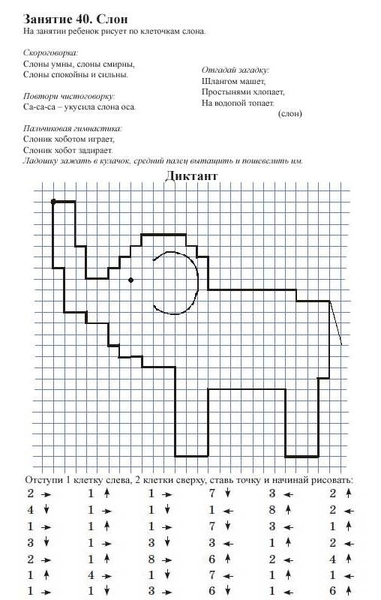 Занятие 40. Слон
На занятии ребенок рисует по клеточкам слона.
Скороговорка:
Слоны умны, слоны смирны,
Слоны спокойны и сильны.
Отгадай загадку:
Шлангом машет,
Простынями хлопает,
На водопой топает.
(слон)
Повтори чистоговорку:
Са-са-са – укусила слона оса.
Пальчиковая гимнастика:
Слоник хоботом играет,
Слоник хобот задирает.
Ладошку зажать в кулачок, средний палец вытащить и пошевелить им.
Диктант
Отступи 1 клетку слева, 2 клетки сверху, ставь точку и начинай рисовать:
2 → 1 ↑ 1 → 7 ↓ 3 ← 2 ↑
4 ↓ 1 → 1 ↓ 1 ← 8 ↑ 2 ←
1 → 1 ↑ 1 → 7 ↓ 2 ← 1 ↑
3 ↓ 1 → 3 ↓ 3 ← 1 ↑ 2 ←
2 → 1 ↑ 8 → 6 ↑ 2 ← 4 ↑
1 ↑ 4 → 1 ↓ 7 ← 1 ↑ 1 ←
1 → 1 ↓ 3 → 6 ↓ 1 ← 6 ↑